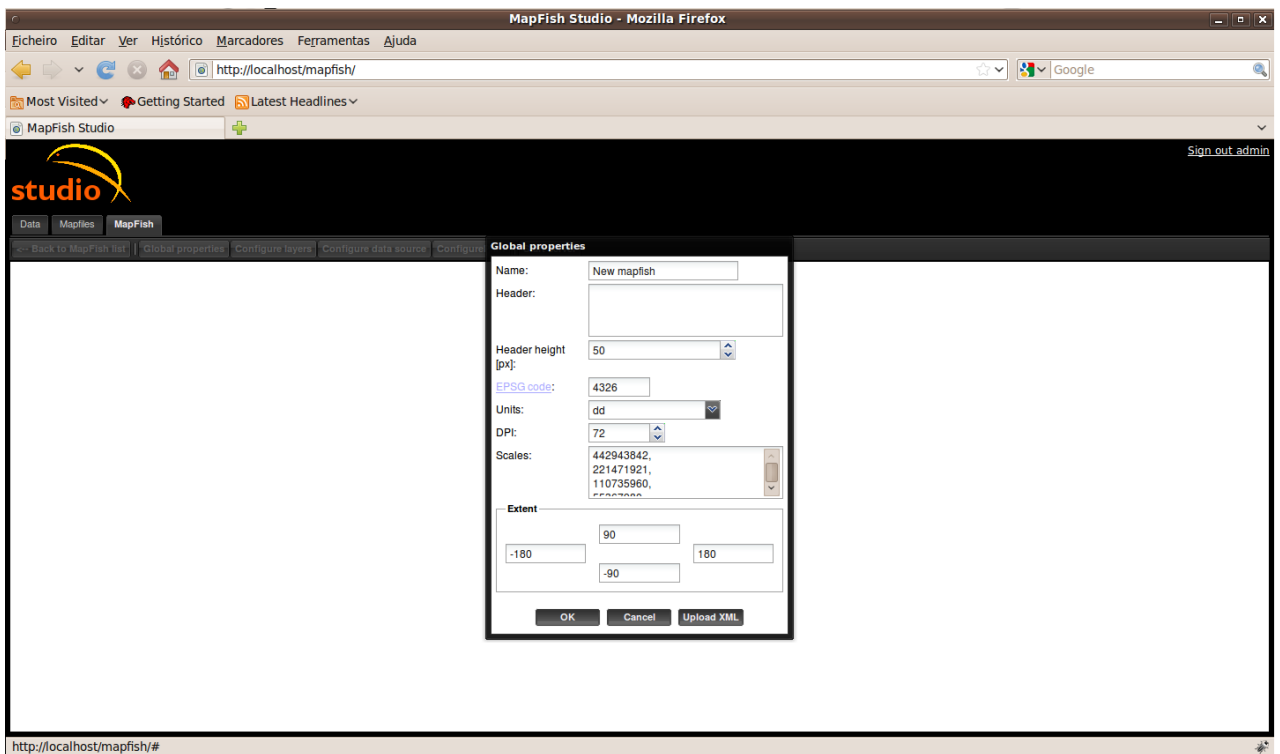 MapFish Studio - Mozilla Firefox
Ficheiro Editar Ver Histórico Marcadores Ferramentas Ajuda
http://localhost/mapfish/
Google
Most Visited Getting Started Latest Headlines
MapFish Studio
Sign out admin
studio
Data Mapfiles MapFish
<-- Back to MapFish list | Global properties Configure layers Configure data source Configure
Global properties
Name: New mapfish
Header:
Header height 50
[px]:
EPSG code: 4326
Units: dd
DPI: 72
Scales: 442943842,
221471921,
110735960,
Extent
90
-180 180
-90
OK Cancel Upload XML
http://localhost/mapfish/#